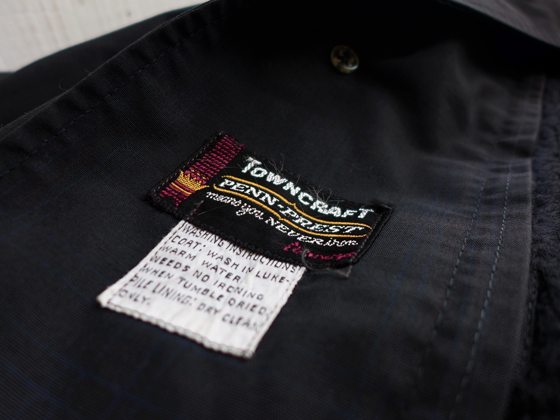 TOWNCRAFT
PENN-PREST
means you NEVER iron
WASHING INSTRUCTIONS
COAT: WASH IN LUKE-
WARM WATER.
NEEDS NO IRONING
WHEN TUMBLE DRIED.
PILE LINING: DRY CLEAN
ONLY.